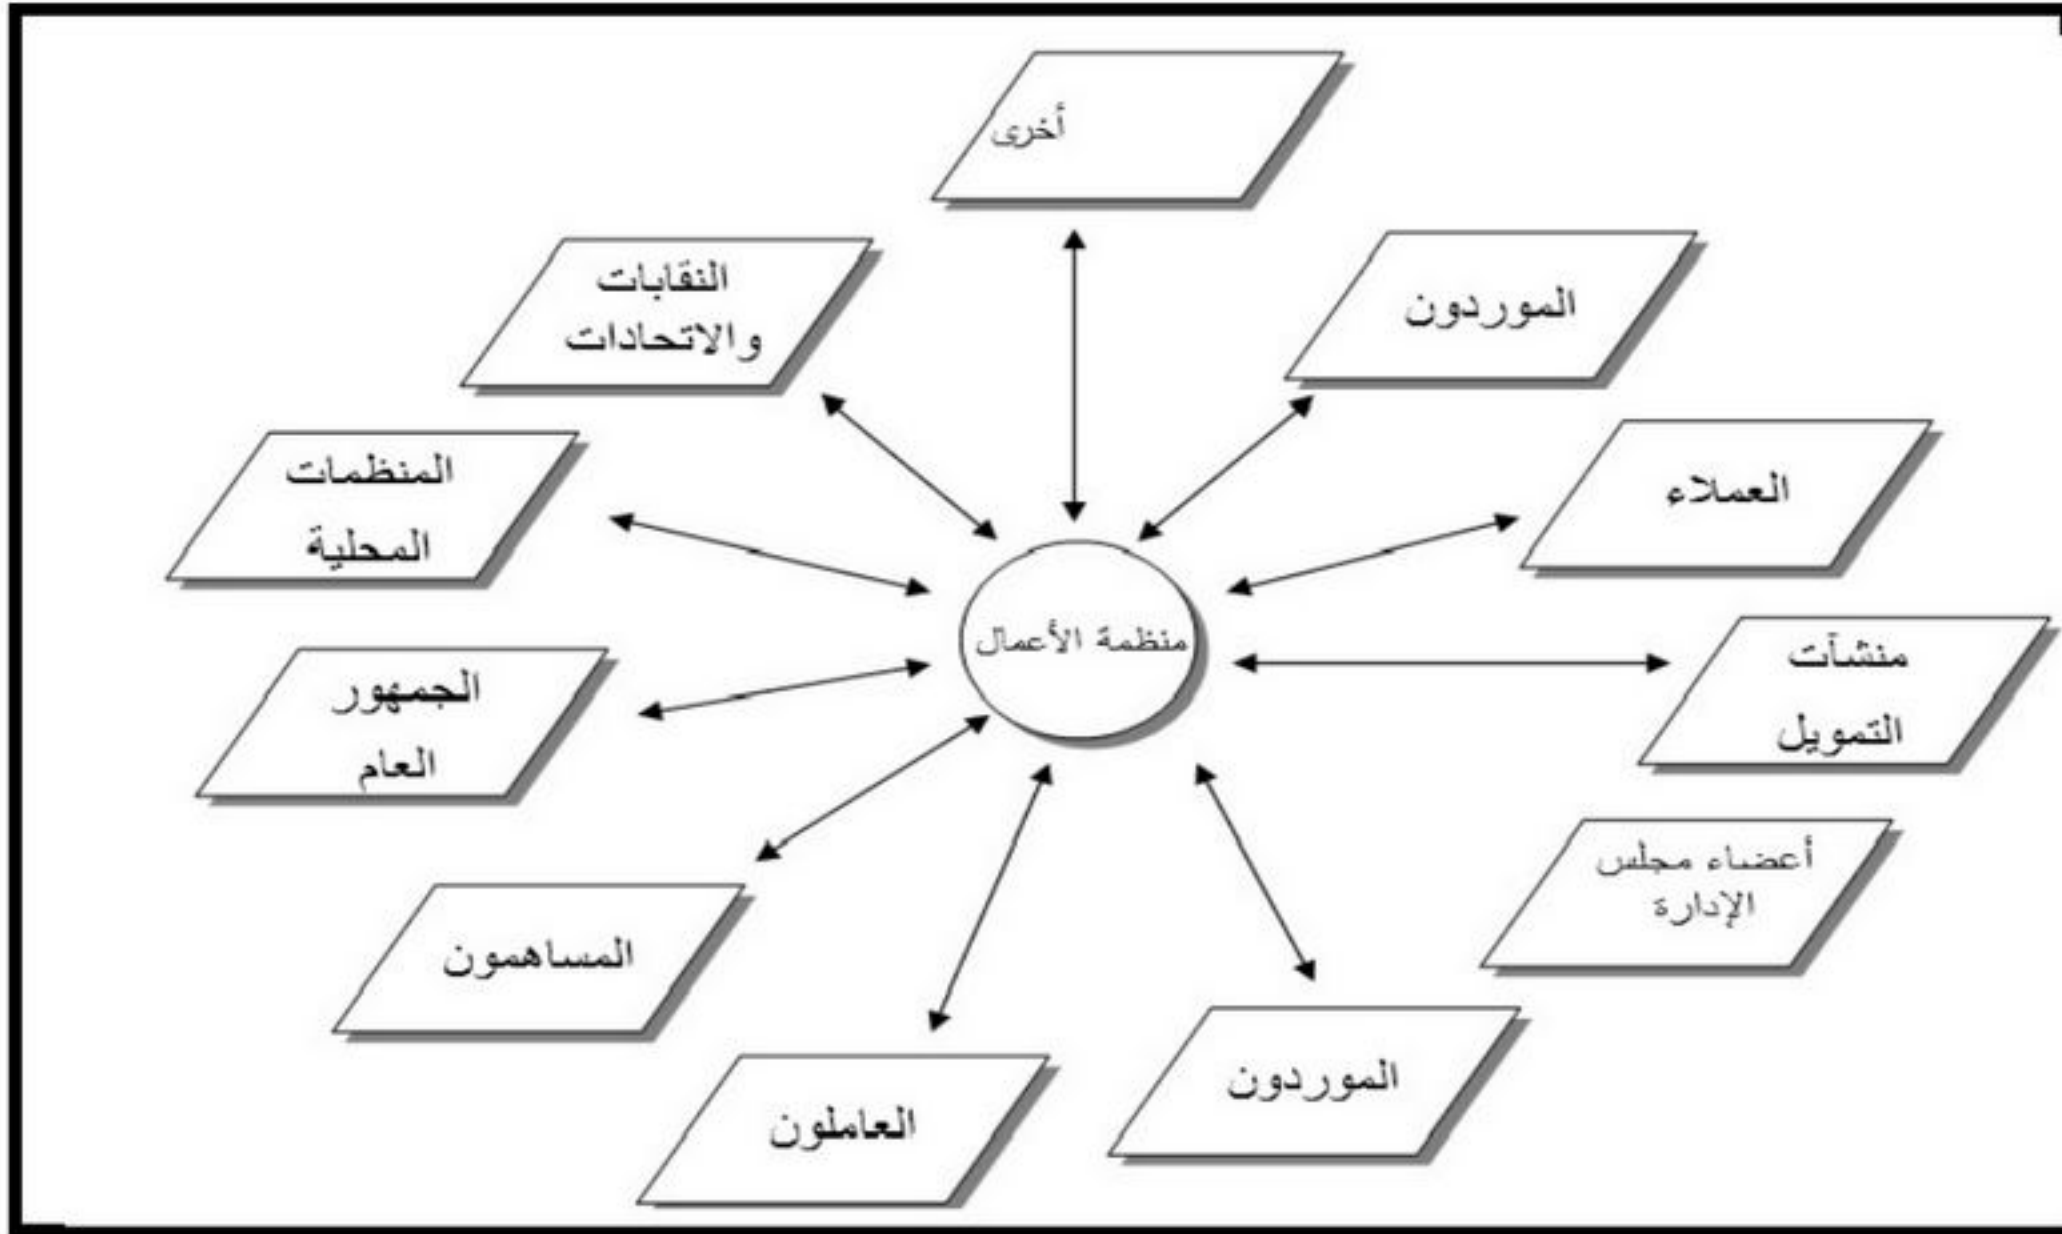 أخرى
الموردون
النقابات
والاتحادات
العملاء
المنظمات
المحلية
منظمة الأعمال
منشآت
التمويل
الجمهور
العام
أعضاء مجلس
الإدارة
المساهمون
الموردون
العاملون